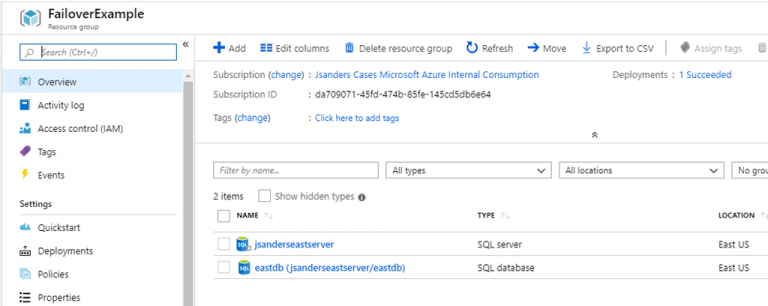 FailoverExample
Resource group
Search (Ctrl+/)
Overview
Activity log
Access control (IAM)
Tags
Events
Settings
Quickstart
Deployments
Policies
Properties
Add Edit columns Delete resource group Refresh Move Export to CSV Assign tags
Subscription (change) : Jsanders Cases Microsoft Azure Internal Consumption
Deployments : 1 Succeeded
Subscription ID : da709071-45fd-474b-85fe-145cd5db6e64
Tags (change) : Click here to add tags
Filter by name... All types All locations No grou
2 items Show hidden types
NAME TYPE LOCATION
jsanderseastserver SQL server East US
eastdb (jsanderseastserver/eastdb) SQL database East US